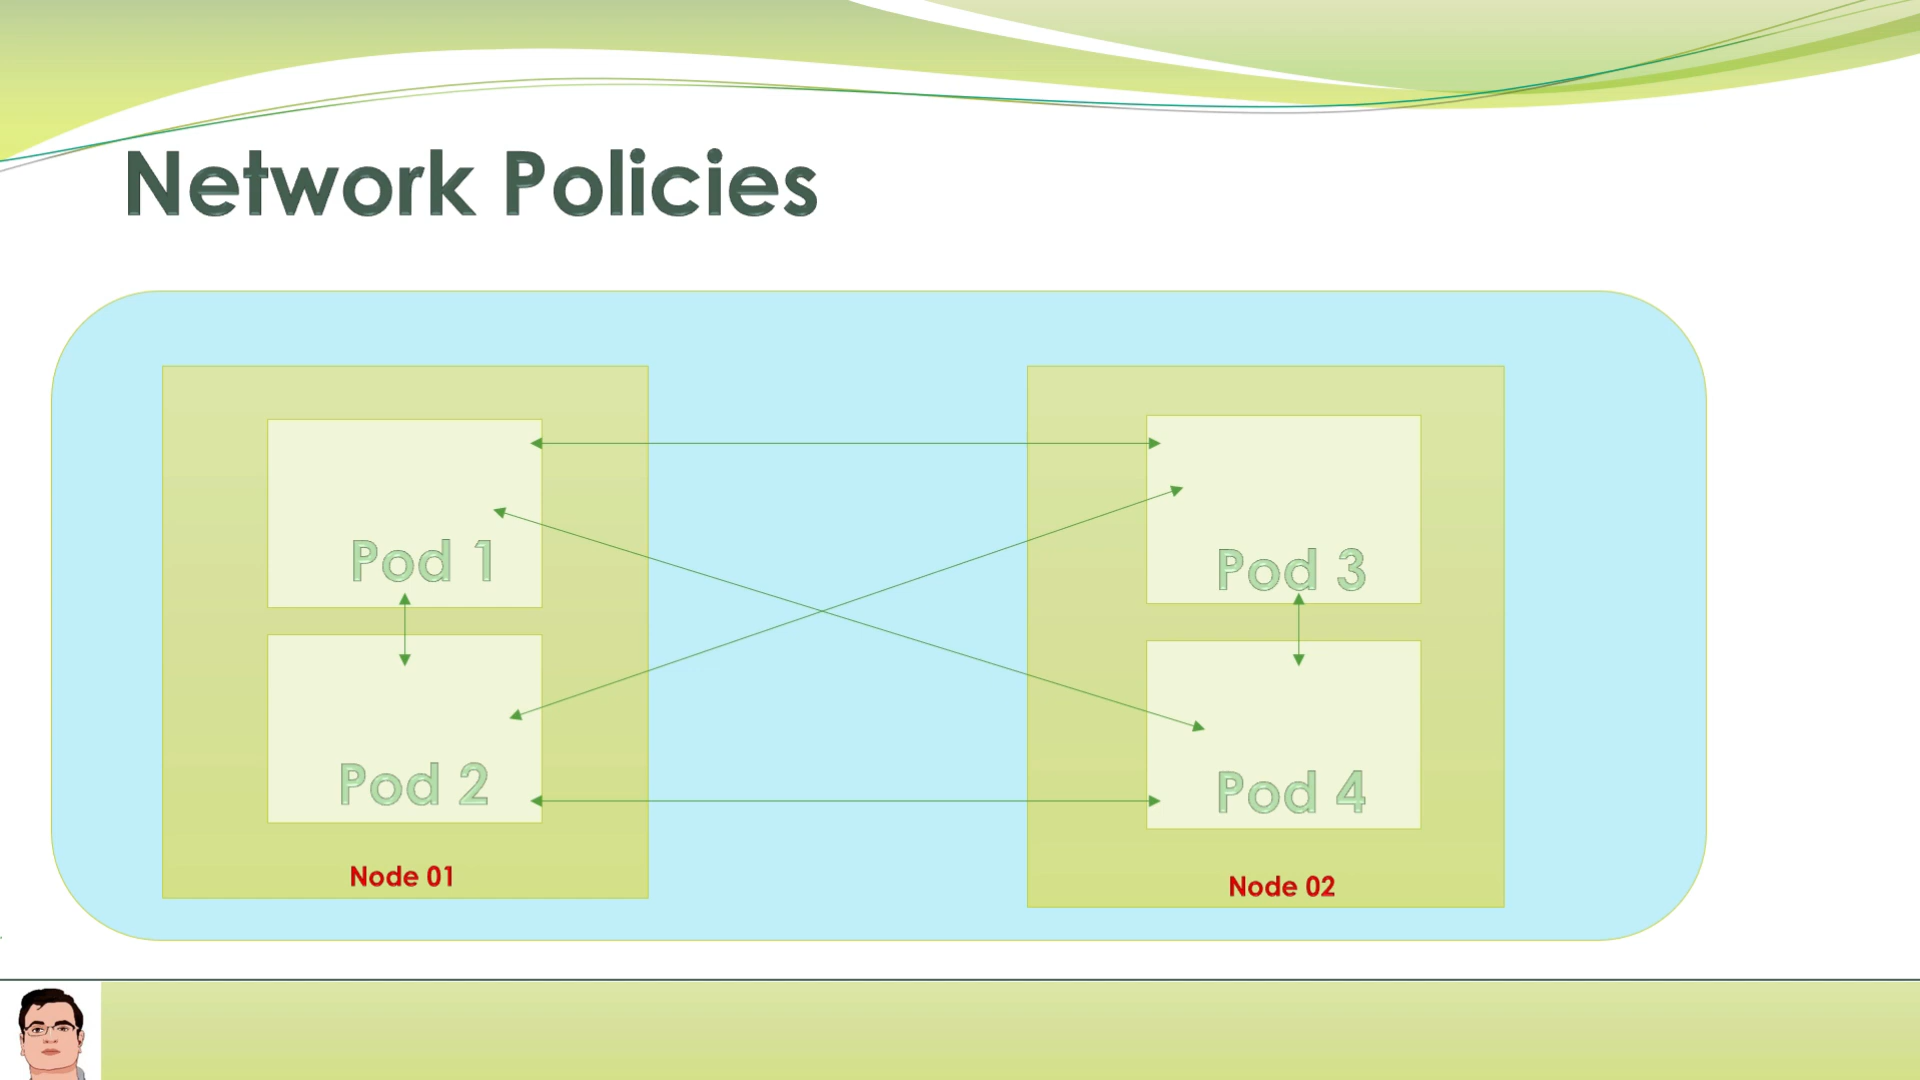 Network Policies
Pod 1
Pod 3
Pod 2
Pod 4
Node 01
Node 02